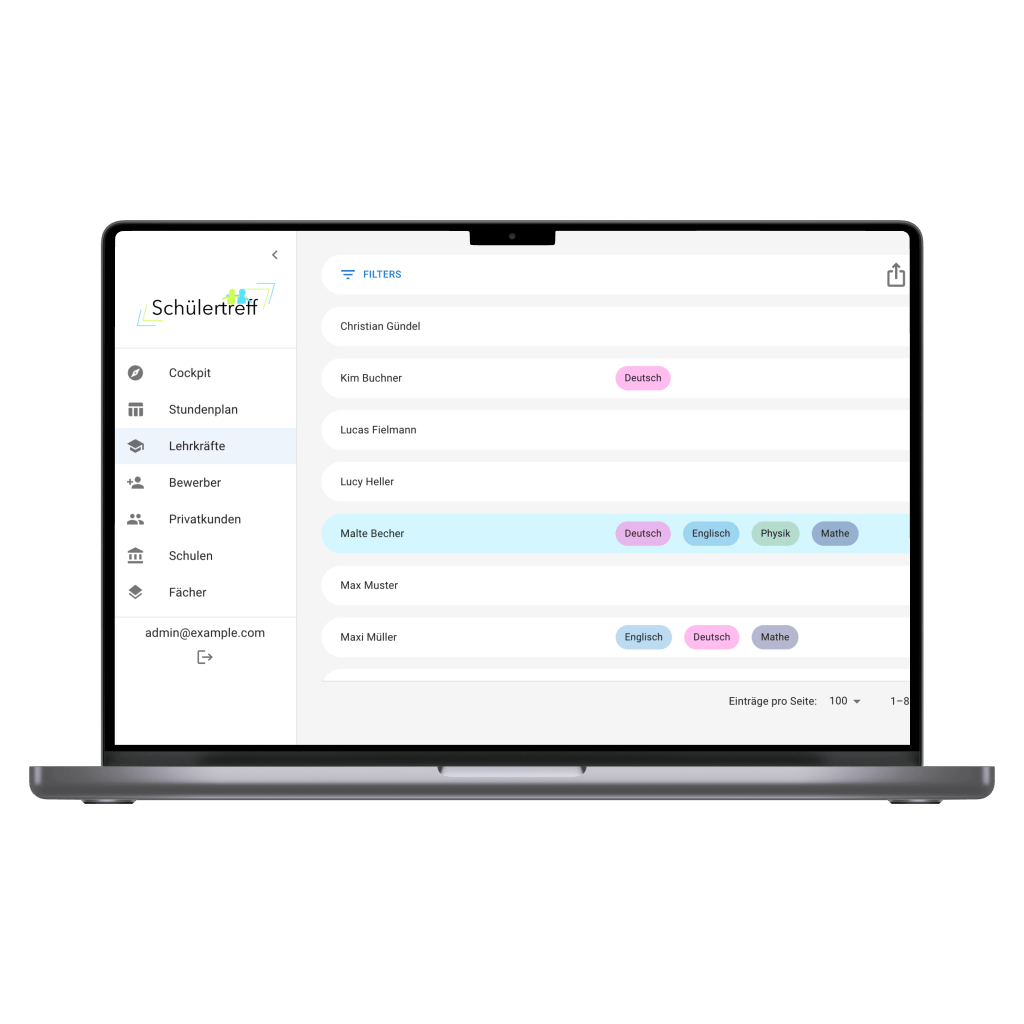 Schülertreff
Cockpit
Stundenplan
Lehrkräfte
Bewerber
Privatkunden
Schulen
Fächer
admin@example.com
FILTERS
Christian Gündel
Kim Buchner Deutsch
Lucas Fielmann
Lucy Heller
Malte Becher Deutsch Englisch Physik Mathe
Max Muster
Maxi Müller Englisch Deutsch Mathe
Einträge pro Seite: 100 1–8